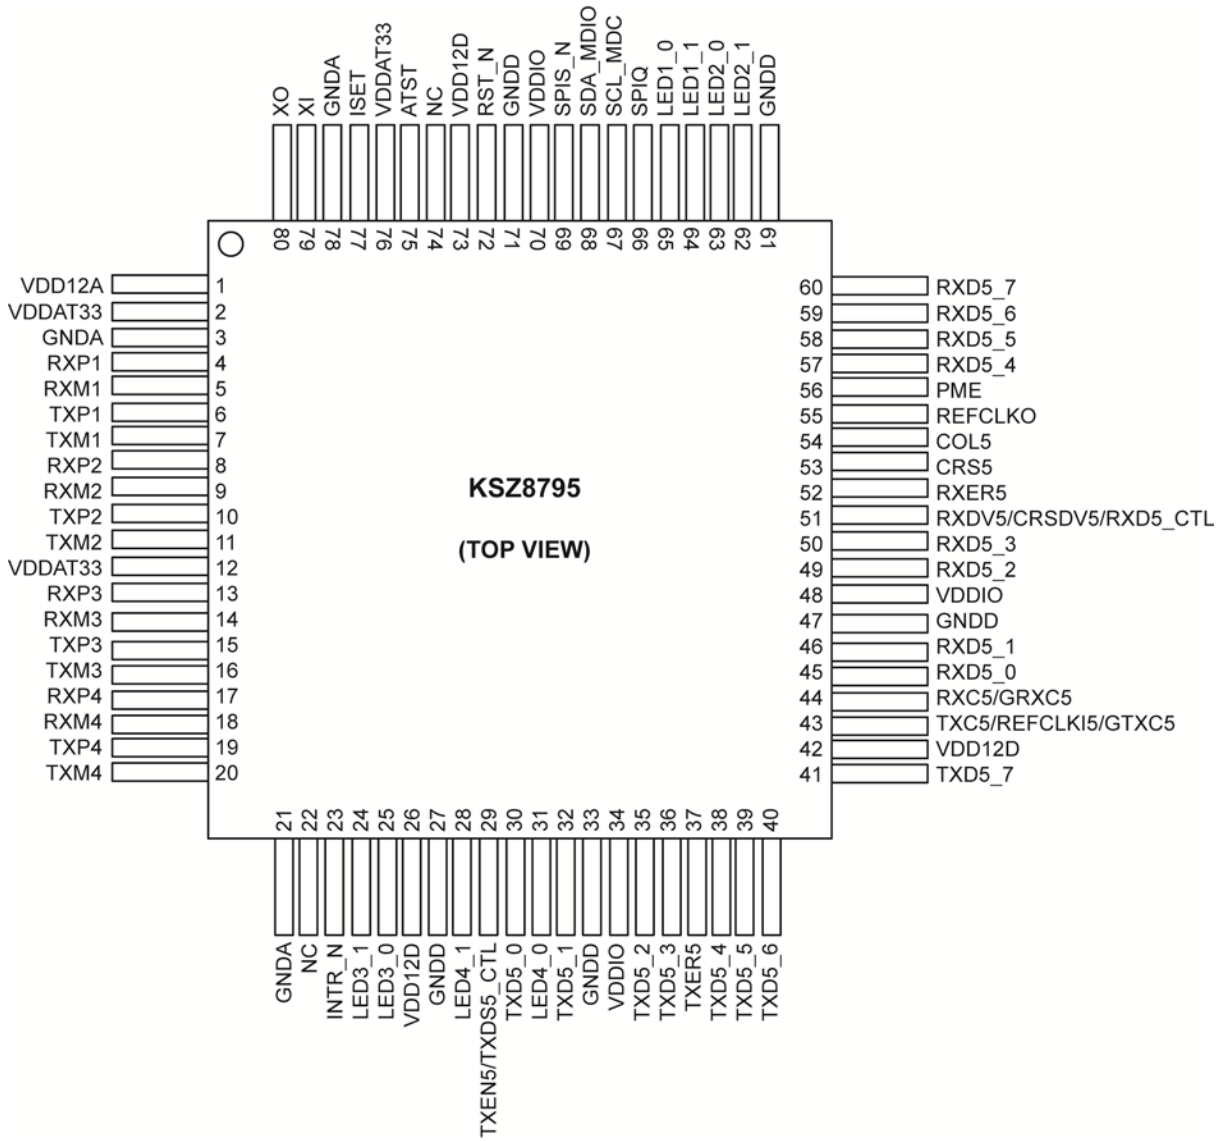 XO
XI
GNDA
ISET
VDDAT33
ATST
NC
VDD12D
RST_N
GNDD
VDDIO
SPIS_N
SDA_MDIO
SCL_MDC
SPIQ
LED1_0
LED1_1
LED2_0
LED2_1
GNDD
80 79 78 77 76 75 74 73 72 71 70 69 68 67 66 65 64 63 62 61
VDD12A 1
VDDAT33 2
GNDA 3
RXP1 4
RXM1 5
TXP1 6
TXM1 7
RXP2 8
RXM2 9
TXP2 10
TXM2 11
VDDAT33 12
RXP3 13
RXM3 14
TXP3 15
TXM3 16
RXP4 17
RXM4 18
TXP4 19
TXM4 20
KSZ8795
(TOP VIEW)
60 RXD5_7
59 RXD5_6
58 RXD5_5
57 RXD5_4
56 PME
55 REFCLKO
54 COL5
53 CRS5
52 RXER5
51 RXDV5/CRSDV5/RXD5_CTL
50 RXD5_3
49 RXD5_2
48 VDDIO
47 GNDD
46 RXD5_1
45 RXD5_0
44 RXC5/GRXC5
43 TXC5/REFCLKI5/GTXC5
42 VDD12D
41 TXD5_7
21 22 23 24 25 26 27 28 29 30 31 32 33 34 35 36 37 38 39 40
GNDA
NC
INTR_N
LED3_1
LED3_0
VDD12D
GNDD
LED4_1
TXEN5/TXDS5_CTL
TXD5_0
LED4_0
TXD5_1
GNDD
VDDIO
TXD5_2
TXD5_3
TXER5
TXD5_4
TXD5_5
TXD5_6